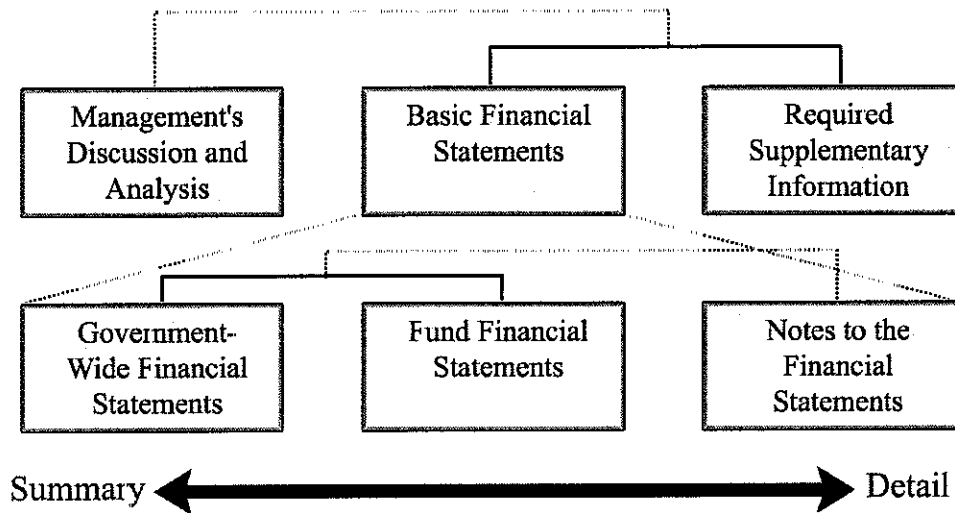 Management's
Discussion and
Analysis
Basic Financial
Statements
Required
Supplementary
Information
Government-
Wide Financial
Statements
Fund Financial
Statements
Notes to the
Financial
Statements
Summary
Detail